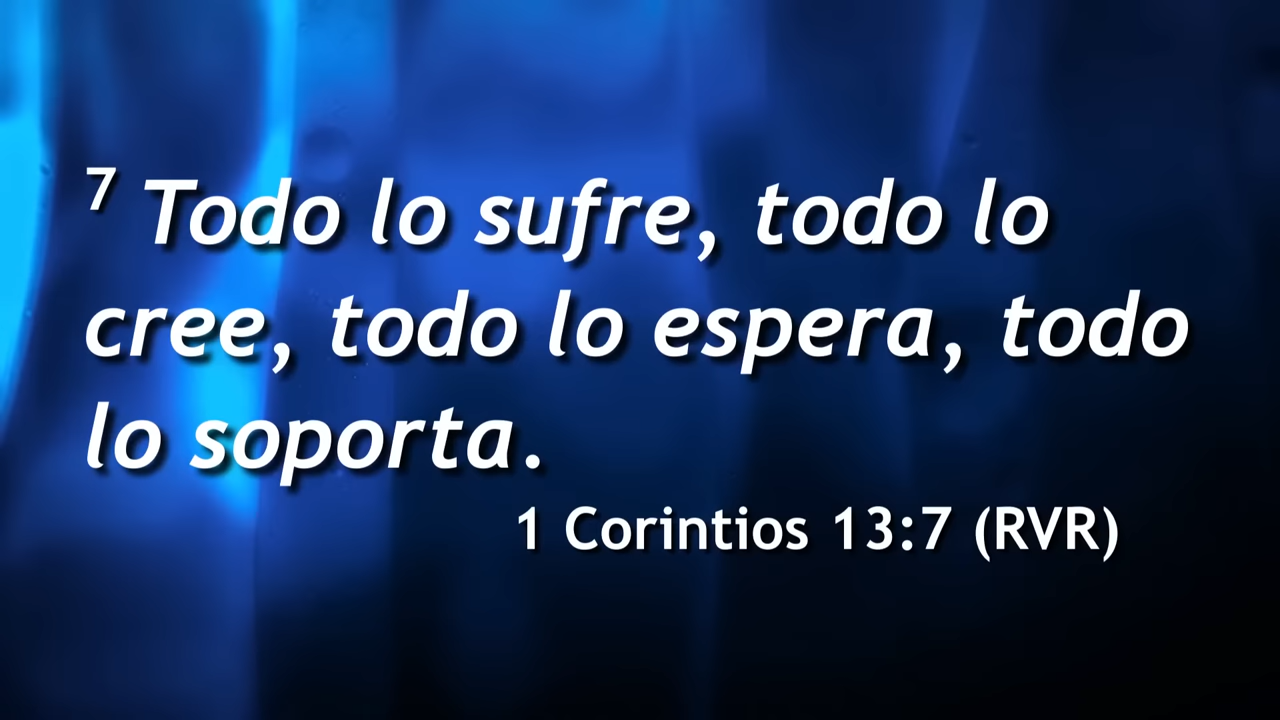 7 Todo lo sufre, todo lo
cree, todo lo espera, todo
lo soporta.
1 Corintios 13:7 (RVR)